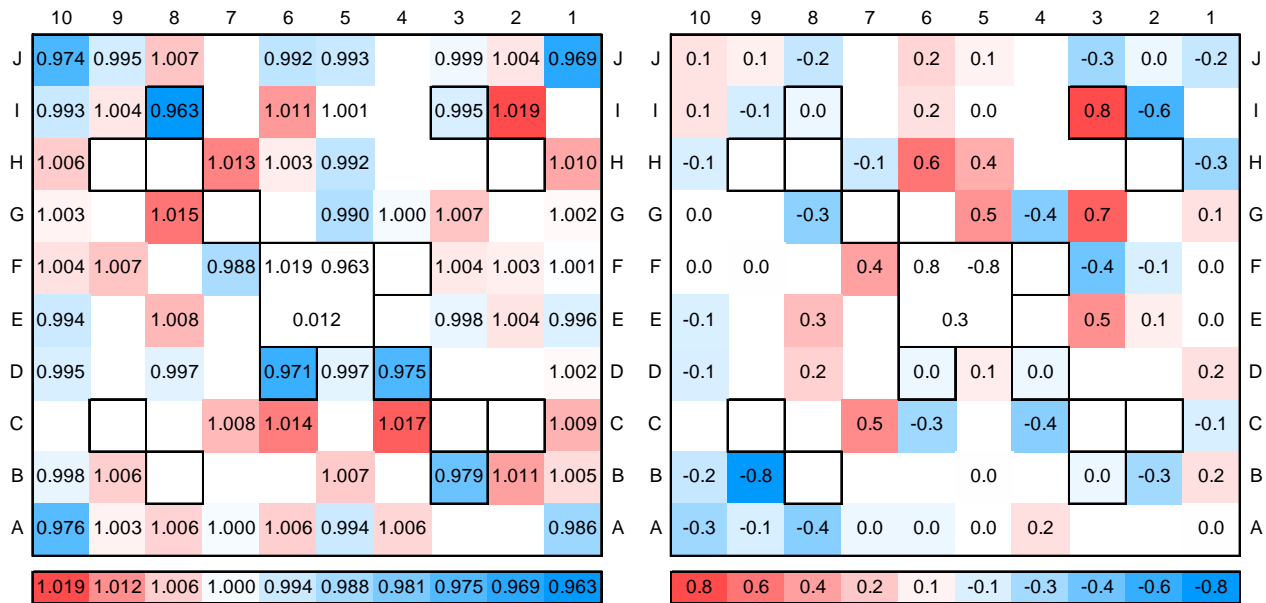 10 9 8 7 6 5 4 3 2 1
J 0.974 0.995 1.007 0.992 0.993 0.999 1.004 0.969 J
I 0.993 1.004 0.963 1.011 1.001 0.995 1.019 I
H 1.006 1.013 1.003 0.992 1.010 H
G 1.003 1.015 0.990 1.000 1.007 1.002 G
F 1.004 1.007 0.988 1.019 0.963 1.004 1.003 1.001 F
E 0.994 1.008 0.012 0.998 1.004 0.996 E
D 0.995 0.997 0.971 0.997 0.975 1.002 D
C 1.008 1.014 1.017 1.009 C
B 0.998 1.006 1.007 0.979 1.011 1.005 B
A 0.976 1.003 1.006 1.000 1.006 0.994 1.006 0.986 A
1.019 1.012 1.006 1.000 0.994 0.988 0.981 0.975 0.969 0.963
10 9 8 7 6 5 4 3 2 1
J 0.1 0.1 -0.2 0.2 0.1 -0.3 0.0 -0.2 J
I 0.1 -0.1 0.0 0.2 0.0 0.8 -0.6 I
H -0.1 -0.1 0.6 0.4 -0.3 H
G 0.0 -0.3 0.5 -0.4 0.7 0.1 G
F 0.0 0.0 0.4 0.8 -0.8 -0.4 -0.1 0.0 F
E -0.1 0.3 0.3 0.5 0.1 0.0 E
D -0.1 0.2 0.0 0.1 0.0 0.2 D
C 0.5 -0.3 -0.4 -0.1 C
B -0.2 -0.8 0.0 0.0 -0.3 0.2 B
A -0.3 -0.1 -0.4 0.0 0.0 0.0 0.2 0.0 A
0.8 0.6 0.4 0.2 0.1 -0.1 -0.3 -0.4 -0.6 -0.8